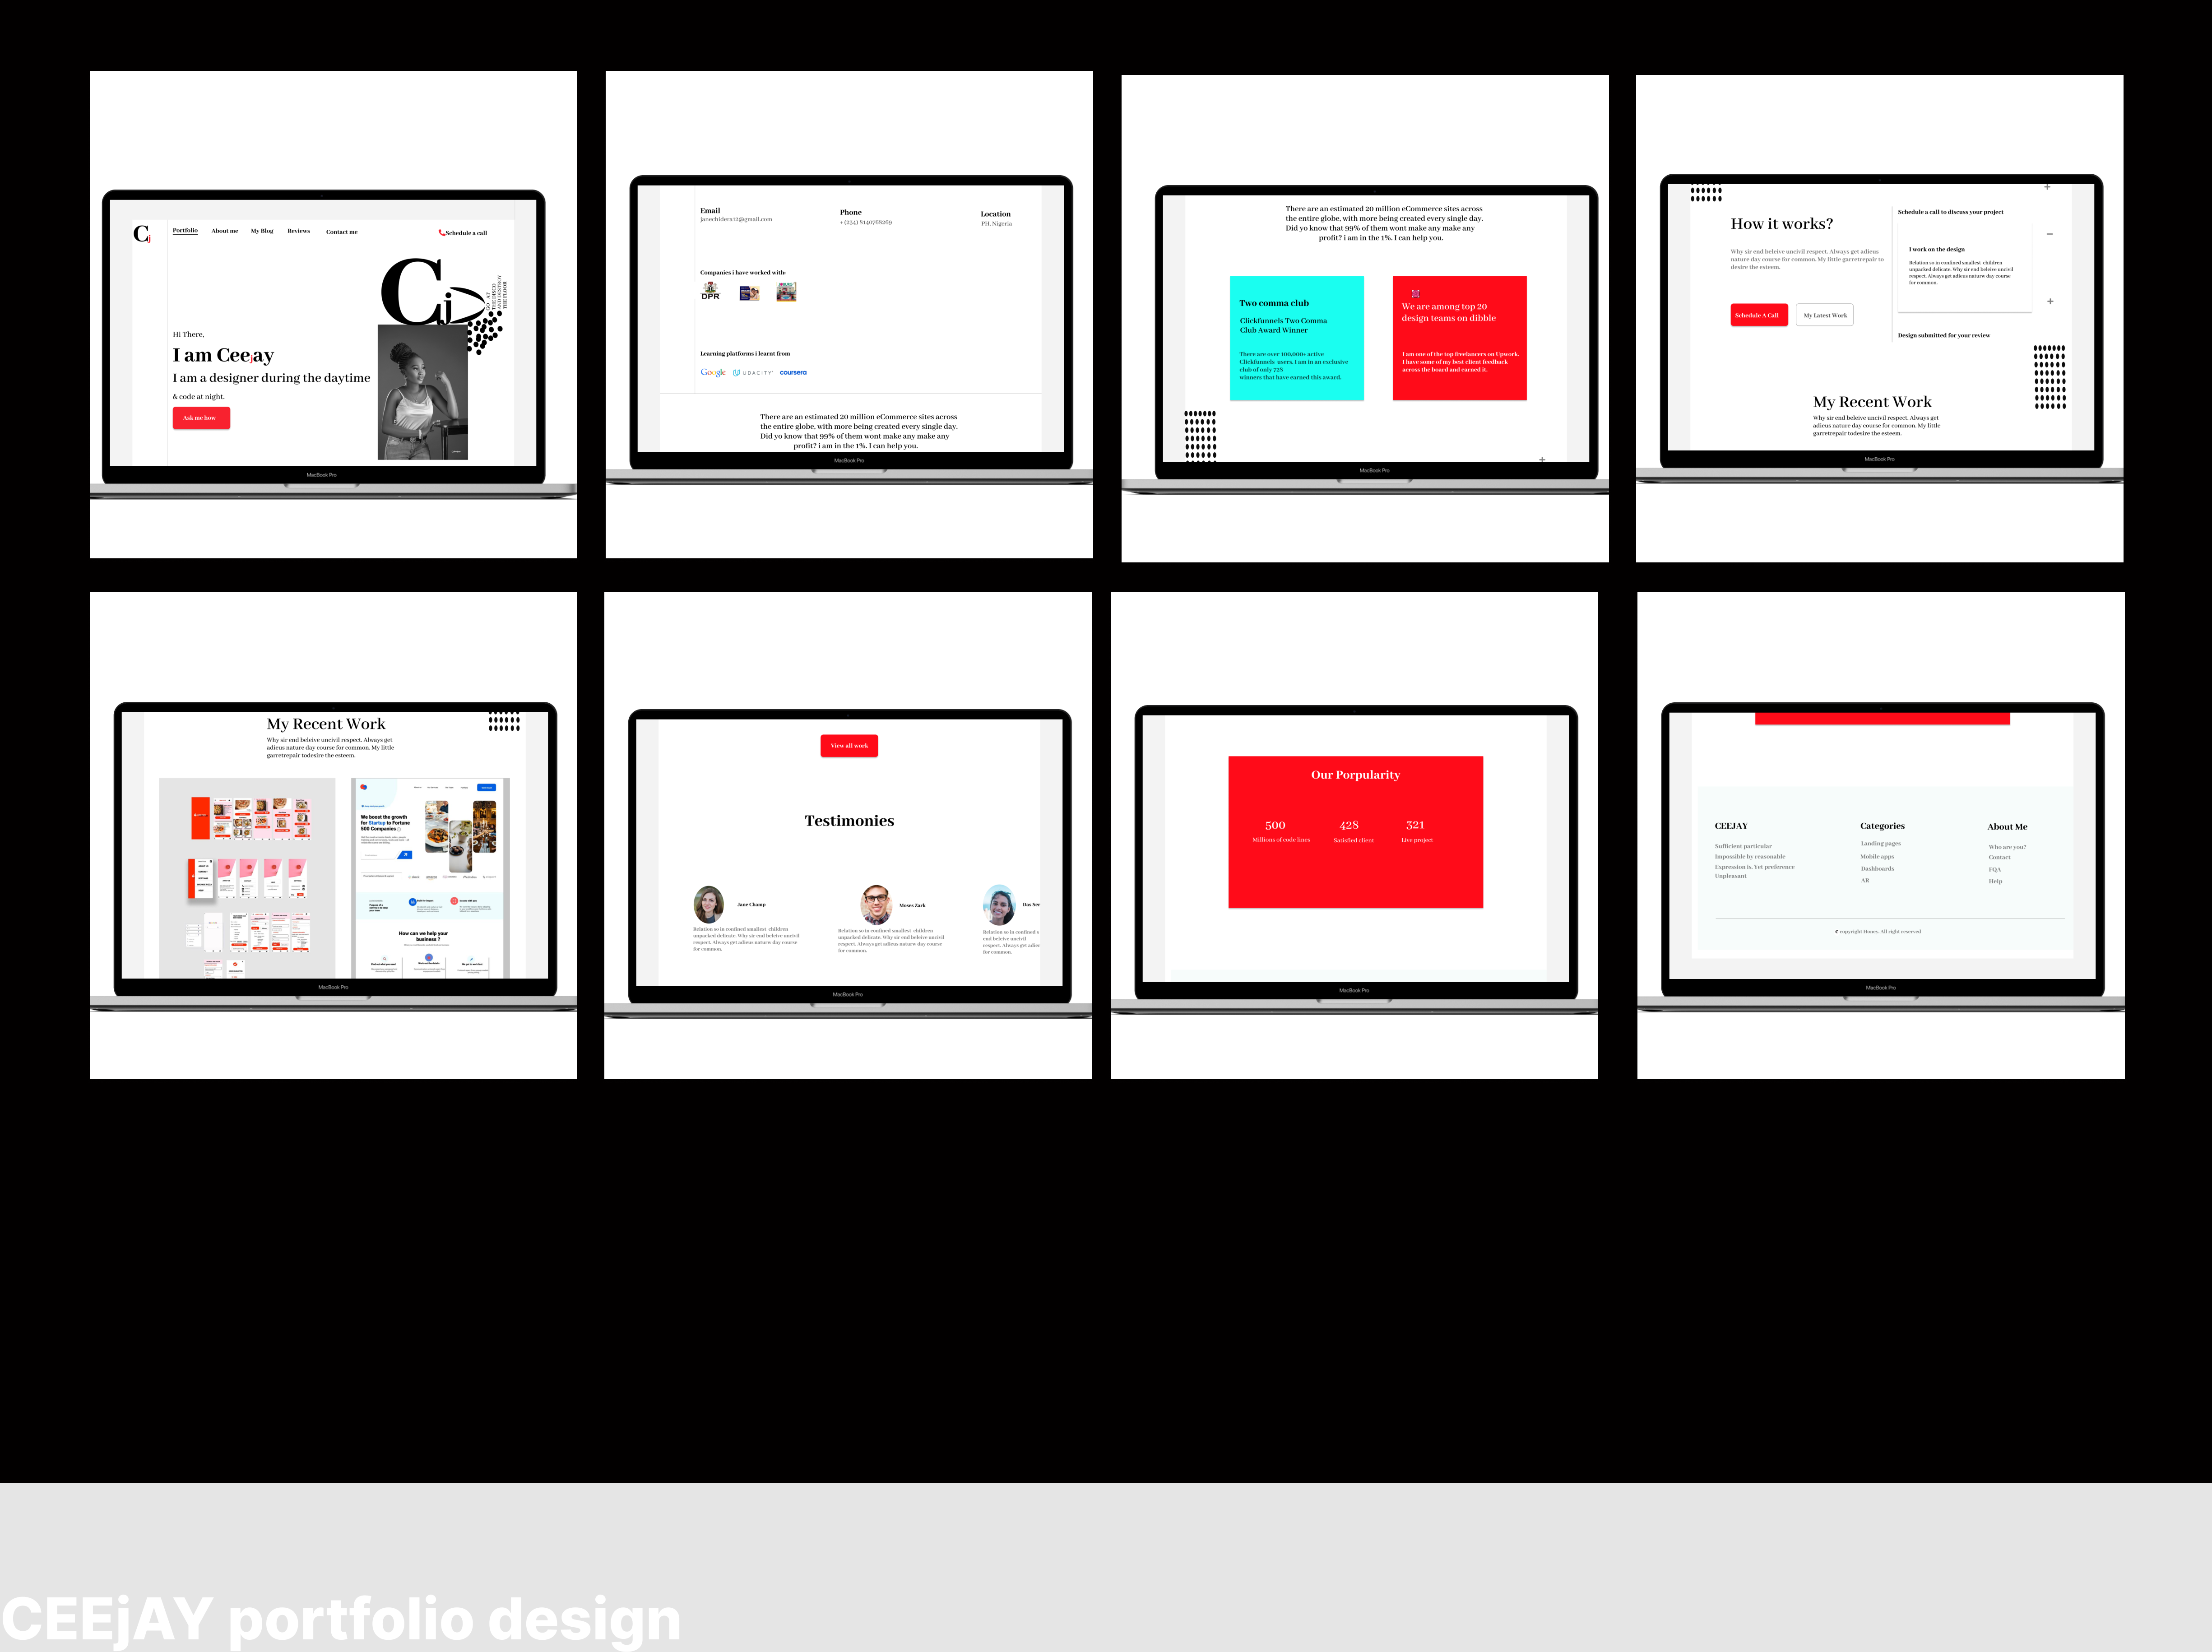 Cj
Portfolio
About me
My Blog
Reviews
Contact me
Schedule a call
Cj
GO AT
THE DISCO
AND DESTROY
THE FLOOR
Hi There,
I am Ceejay
I am a designer during the daytime
& code at night.
Ask me how
MacBook Pro
Email
janechidera12@gmail.com
Phone
+ (234) 8140768269
Location
PH, Nigeria
Companies i have worked with:
DPR
Learning platforms i learnt from
Google
UDACITY
coursera
There are an estimated 20 million eCommerce sites across
the entire globe, with more being created every single day.
Did yo know that 99% of them wont make any make any
profit? i am in the 1%. I can help you.
MacBook Pro
There are an estimated 20 million eCommerce sites across
the entire globe, with more being created every single day.
Did yo know that 99% of them wont make any make any
profit? i am in the 1%. I can help you.
Two comma club
Clickfunnels Two Comma
Club Award Winner
There are over 100,000+ active
Clickfunnels users. I am in an exclusive
club of only 728
winners that have earned this award.
We are among top 20
design teams on dibble
I am one of the top freelancers on Upwork.
I have some of my best client feedback
across the board and earned it.
MacBook Pro
How it works?
Why sir end beleive uncivil respect. Always get adieus
nature day course for common. My little garretrepair to
desire the esteem.
Schedule A Call
My Latest Work
Schedule a call to discuss your project
I work on the design
Relation so in confined smallest children
unpacked delicate. Why sir end beleive uncivil
respect. Always get adieus nature day course
for common.
Design submitted for your review
My Recent Work
Why sir end beleive uncivil respect. Always get
adieus nature day course for common. My little
garretrepair todesire the esteem.
MacBook Pro
My Recent Work
Why sir end beleive uncivil respect. Always get
adieus nature day course for common. My little
garretrepair todesire the esteem.
We boost the growth
for Startup to Fortune
500 Companies
How can we help your
business ?
MacBook Pro
View all work
Testimonies
Jane Champ
Relation so in confined smallest children
unpacked delicate. Why sir end beleive uncivil
respect. Always get adieus nature day course
for common.
Moses Zark
Relation so in confined smallest children
unpacked delicate. Why sir end beleive uncivil
respect. Always get adieus nature day course
for common.
Das Ser
Relation so in confined s
end beleive uncivil
respect. Always get adieu
for common.
MacBook Pro
Our Porpularity
500
Millions of code lines
428
Satisfied client
321
Live project
MacBook Pro
CEEJAY
Sufficient particular
Impossible by reasonable
Expression is. Yet preference
Unpleasant
Categories
Landing pages
Mobile apps
Dashboards
AR
About Me
Who are you?
Contact
FQA
Help
copyright Honey. All right reserved
MacBook Pro
CEEjAY portfolio design